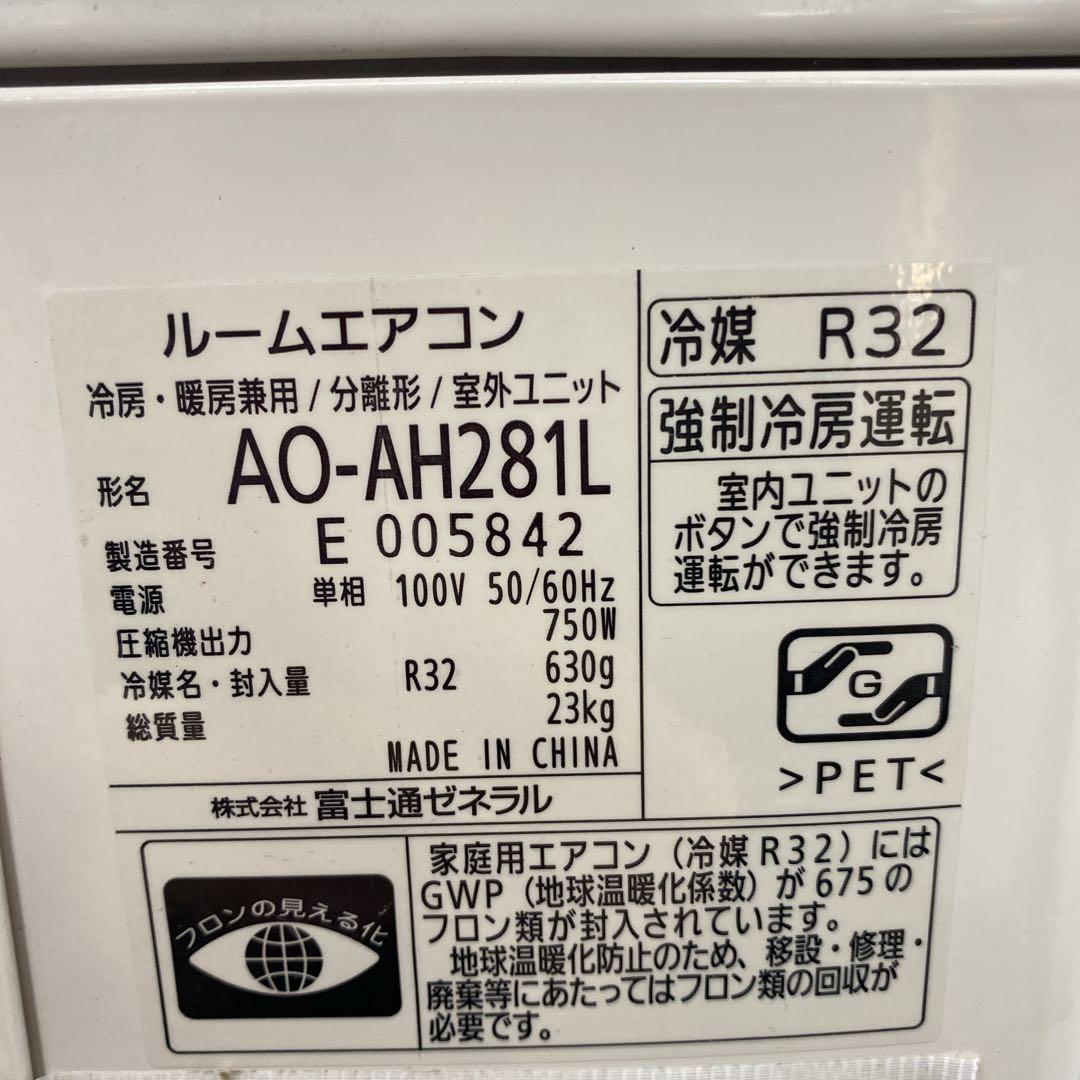 ルームエアコン
冷房・暖房兼用/分離形/室外ユニット
形名 AO-AH281L
製造番号 E 005842
電源 単相 100V 50/60Hz
圧縮機出力 750W
冷媒名・封入量 R32 630g
総質量 23kg
MADE IN CHINA
株式会社 富士通ゼネラル
冷媒 R32
強制冷房運転
室内ユニットの
ボタンで強制冷房
運転ができます。
G
>PET<
フロンの見える化
家庭用エアコン（冷媒R32）には
GWP（地球温暖化係数）が675の
フロン類が封入されています。
地球温暖化防止のため、移設・修理・
廃棄等にあたってはフロン類の回収が
必要です。